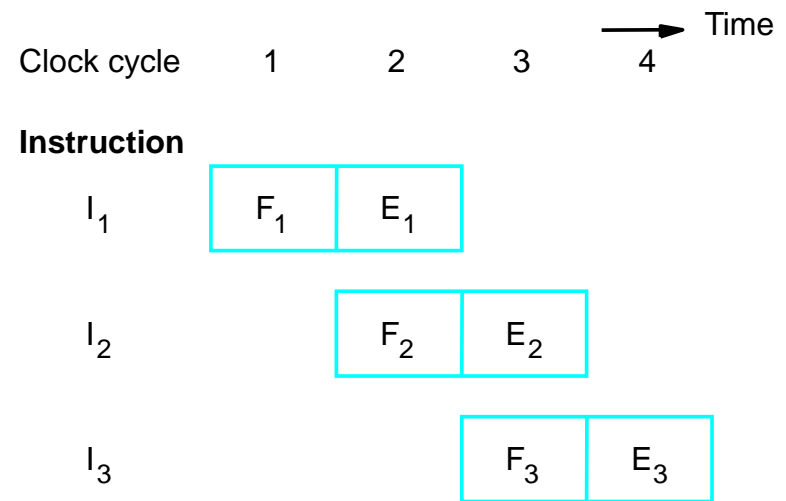 Time
Clock cycle 1 2 3 4
Instruction
I1 F1 E1
I2 F2 E2
I3 F3 E3